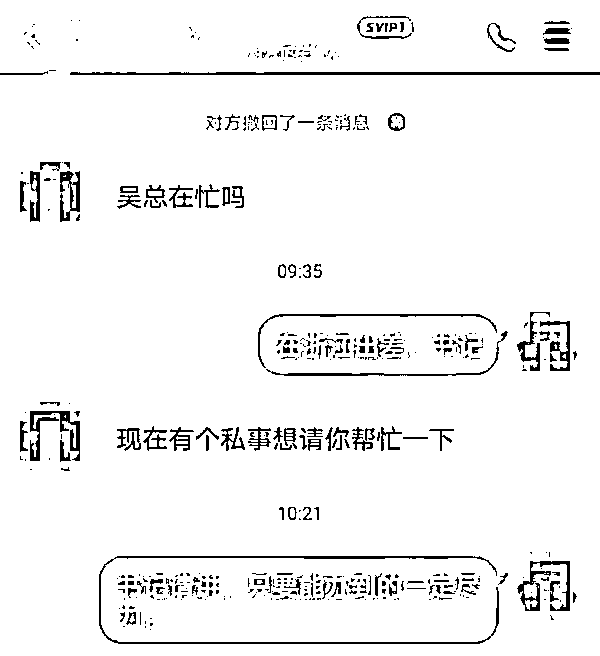 SVIP1
对方撤回了一条消息
吴总在忙吗
09:35
在浙江出差，书记
现在有个私事想请你帮忙一下
10:21
书记请讲，只要能办到的一定尽
办。